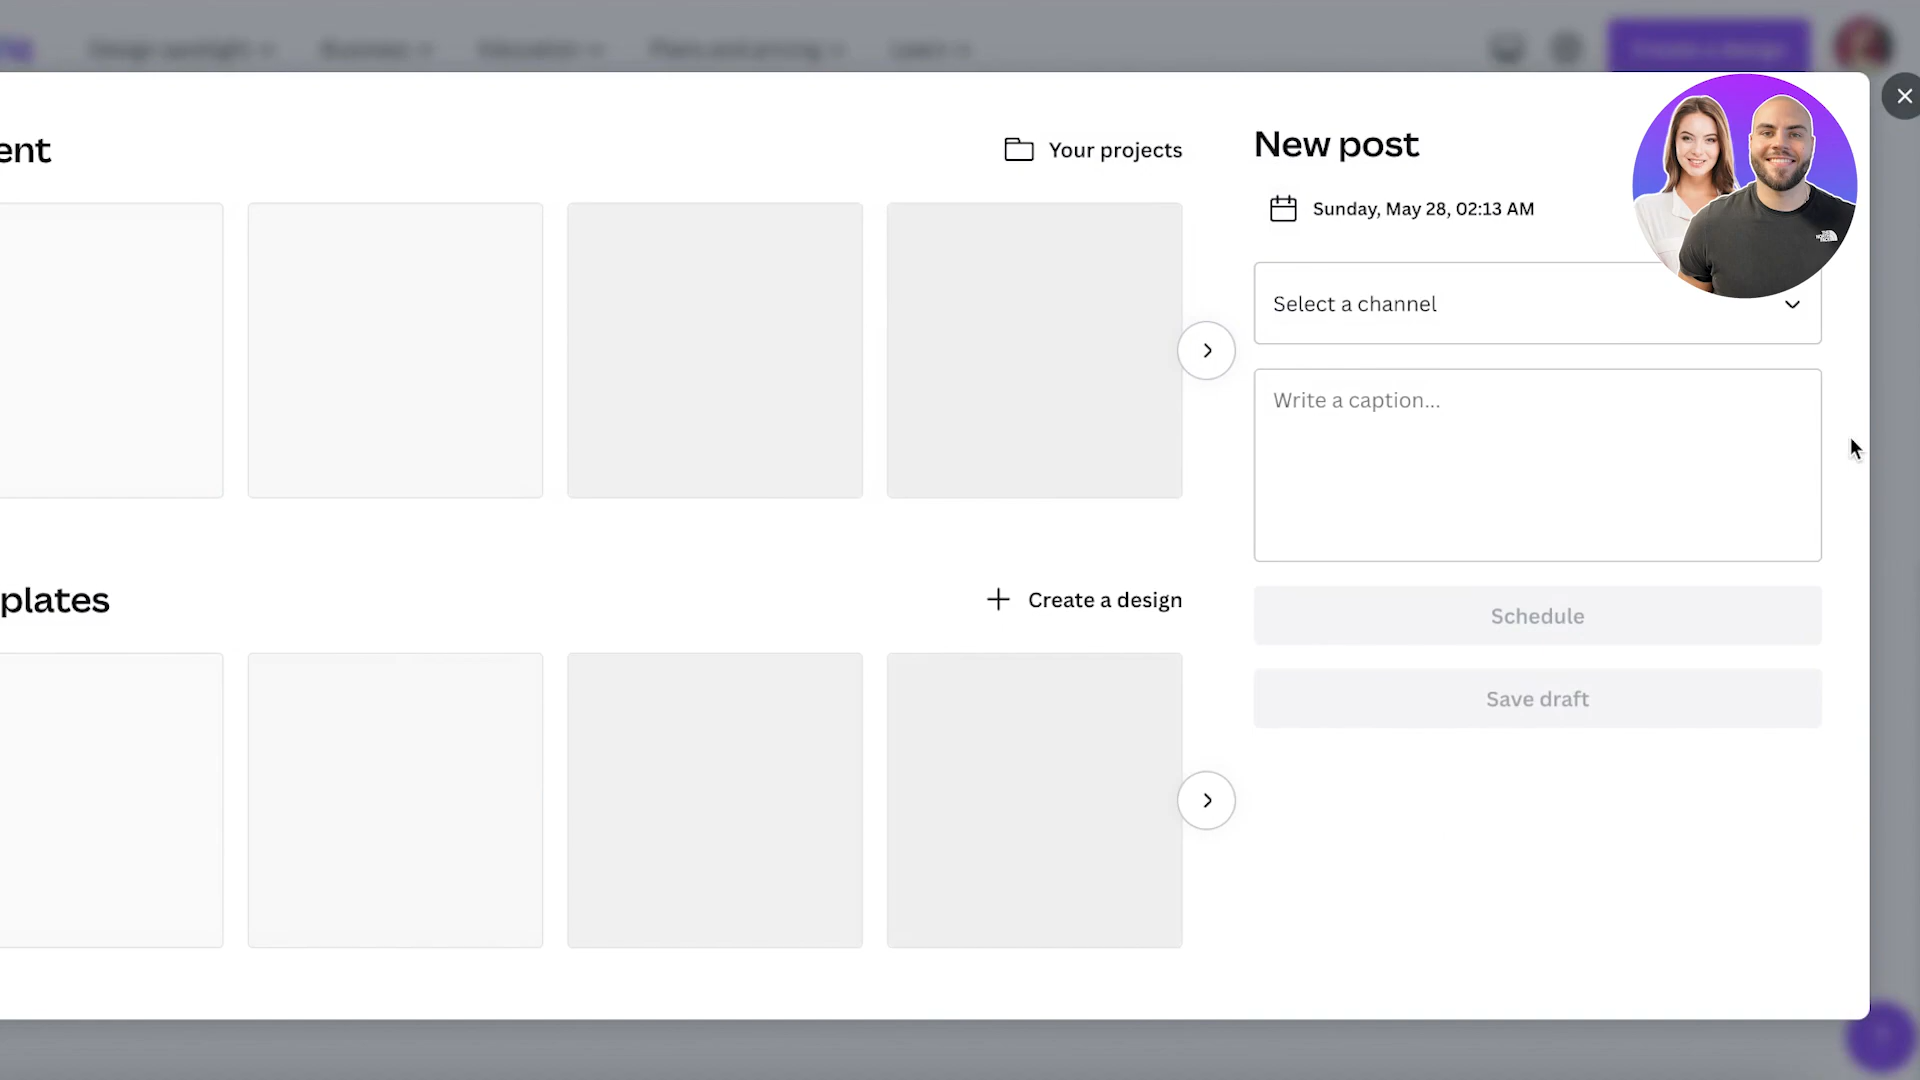 ent
Your projects
New post
Sunday, May 28, 02:13 AM
Select a channel
Write a caption...
plates
Create a design
Schedule
Save draft